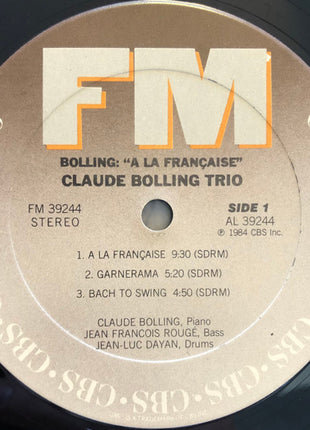 FM
BOLLING: "A LA FRANÇAISE"
CLAUDE BOLLING TRIO
FM 39244 SIDE 1
STEREO AL 39244
℗ 1984 CBS Inc.
1. A LA FRANÇAISE 9:30 (SDRM)
2. GARNERAMA 5:20 (SDRM)
3. BACH TO SWING 4:50 (SDRM)
CLAUDE BOLLING, Piano
JEAN FRANCOIS ROUGÉ, Bass
JEAN-LUC DAYAN, Drums
CBS · CBS · CBS · CBS · CBS · CBS · CBS